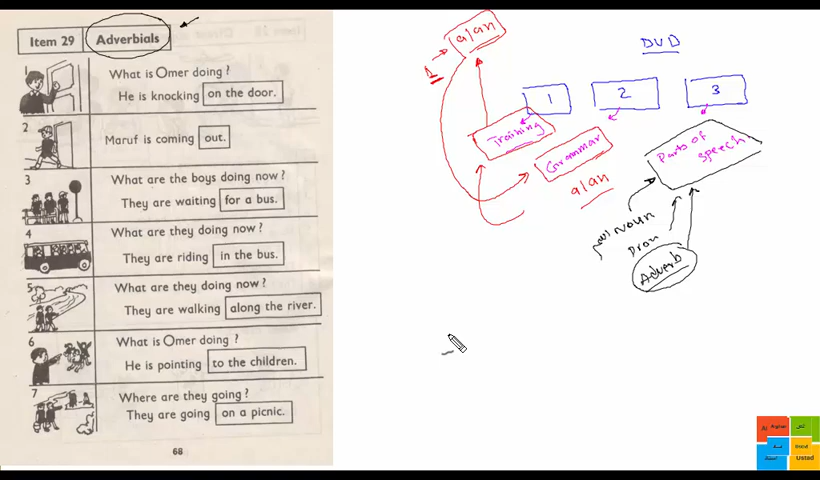 Item 29 Adverbials
What is Omer doing?
He is knocking on the door.
2
Maruf is coming out.
3
What are the boys doing now?
They are waiting for a bus.
4
What are they doing now?
They are riding in the bus.
5
What are they doing now?
They are walking along the river.
6
What is Omer doing?
He is pointing to the children.
7
Where are they going?
They are going on a picnic.
68
alan
DVD
1
2
3
Training
Grammar
alan
Parts of
speech
Noun
Pron
Adverb
Ustad